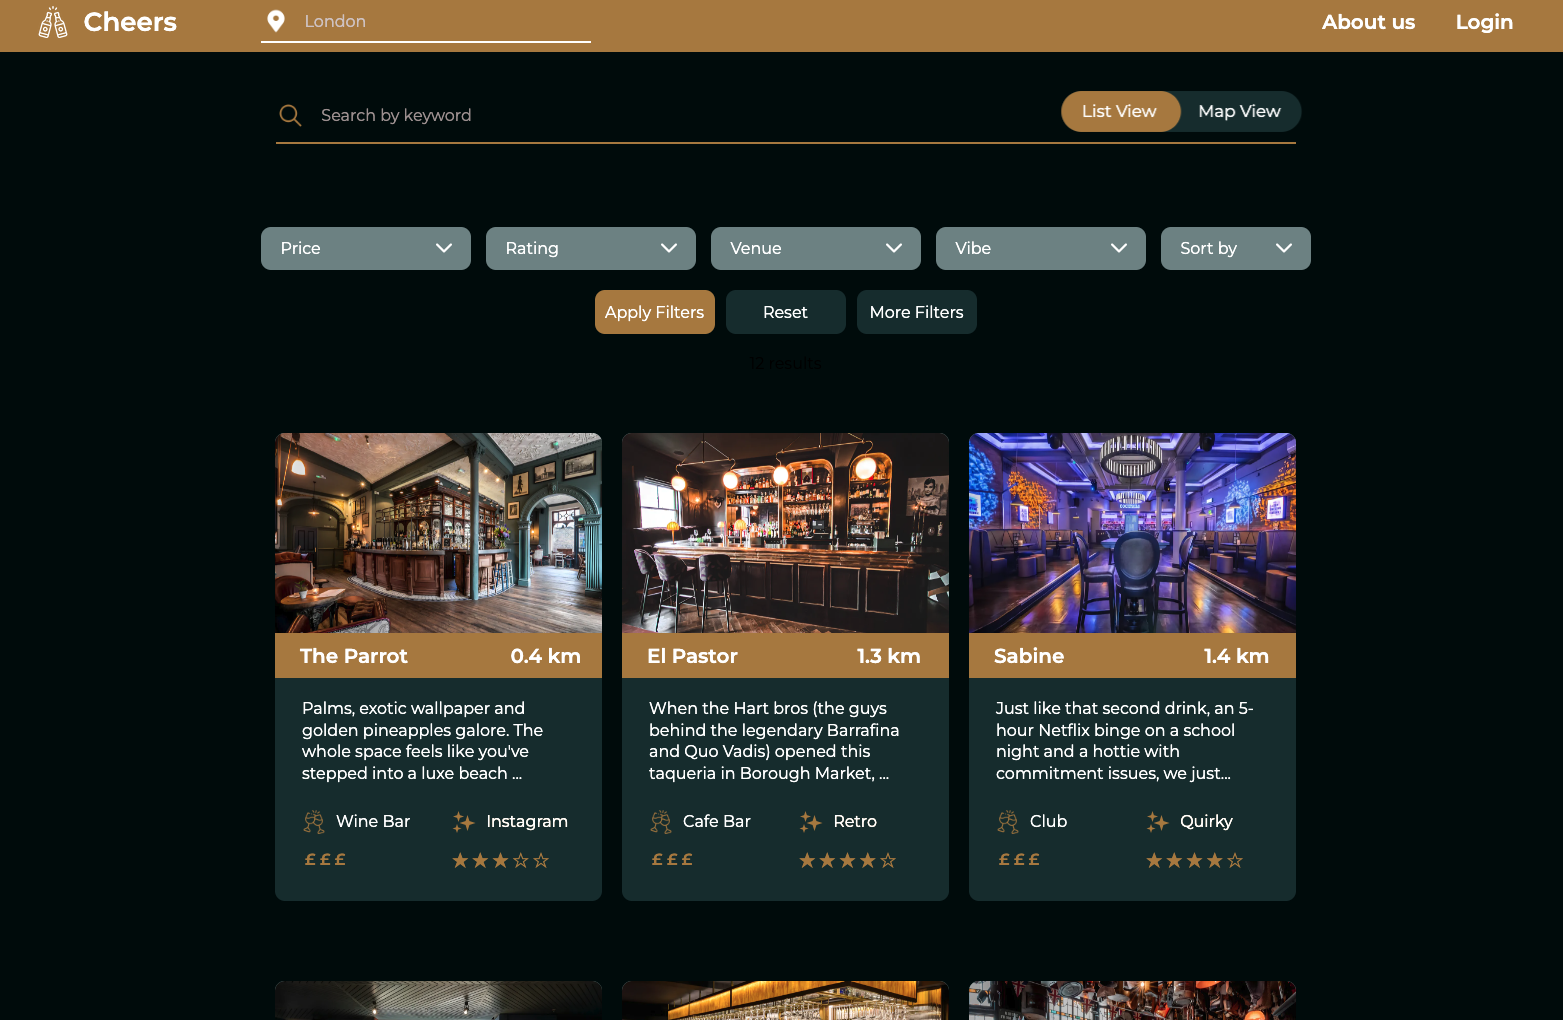 Cheers
London
About us
Login
Search by keyword
List View
Map View
Price
Rating
Venue
Vibe
Sort by
Apply Filters
Reset
More Filters
12 results
The Parrot
0.4 km
Palms, exotic wallpaper and
golden pineapples galore. The
whole space feels like you've
stepped into a luxe beach ...
Wine Bar
Instagram
£££
El Pastor
1.3 km
When the Hart bros (the guys
behind the legendary Barrafina
and Quo Vadis) opened this
taqueria in Borough Market, ...
Cafe Bar
Retro
£££
Sabine
1.4 km
Just like that second drink, an 5-
hour Netflix binge on a school
night and a hottie with
commitment issues, we just...
Club
Quirky
£££